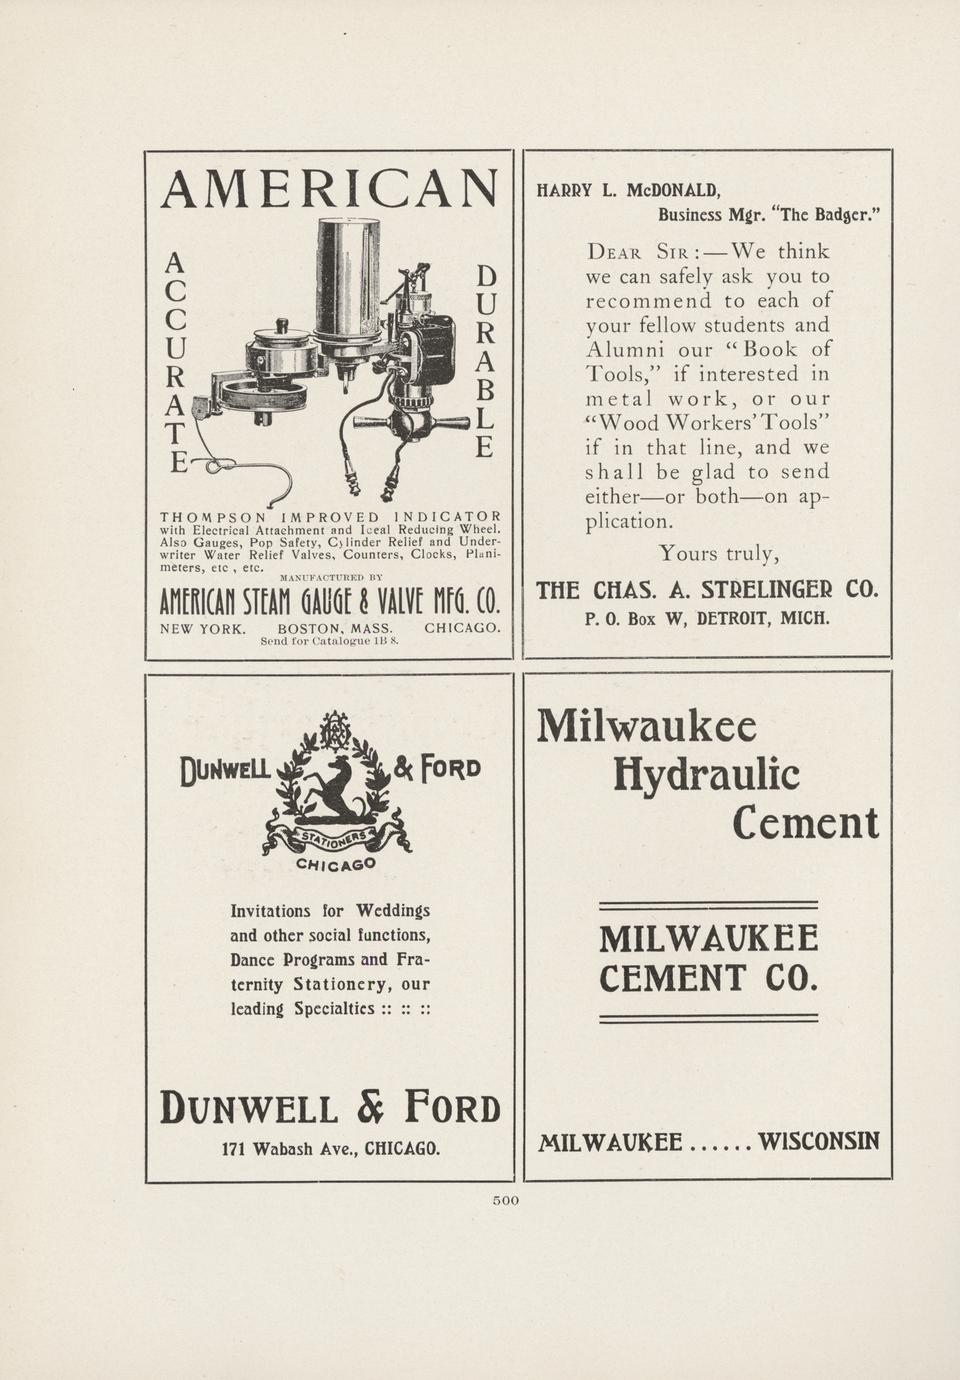 AMERICAN
ACCURATE
DURABLE
THOMPSON IMPROVED INDICATOR
with Electrical Attachment and Ideal Reducing Wheel.
Also Gauges, Pop Safety, Cylinder Relief and Under-
writer Water Relief Valves, Counters, Clocks, Plani-
meters, etc , etc.
MANUFACTURED BY
AMERICAN STEAM GAUGE & VALVE MFG. CO.
NEW YORK. BOSTON, MASS. CHICAGO.
Send for Catalogue 1B 8.
HARRY L. McDONALD,
Business Mgr. "The Badger."
DEAR SIR:—We think
we can safely ask you to
recommend to each of
your fellow students and
Alumni our "Book of
Tools," if interested in
metal work, or our
"Wood Workers' Tools"
if in that line, and we
shall be glad to send
either—or both—on ap-
plication.
Yours truly,
THE CHAS. A. STRELINGER CO.
P. O. Box W, DETROIT, MICH.
DUNWELL & FORD
STATIONERS
CHICAGO
Invitations for Weddings
and other social functions,
Dance Programs and Fra-
ternity Stationery, our
leading Specialties :: :: ::
DUNWELL & FORD
171 Wabash Ave., CHICAGO.
Milwaukee
Hydraulic
Cement
MILWAUKEE
CEMENT CO.
MILWAUKEE ...... WISCONSIN
500